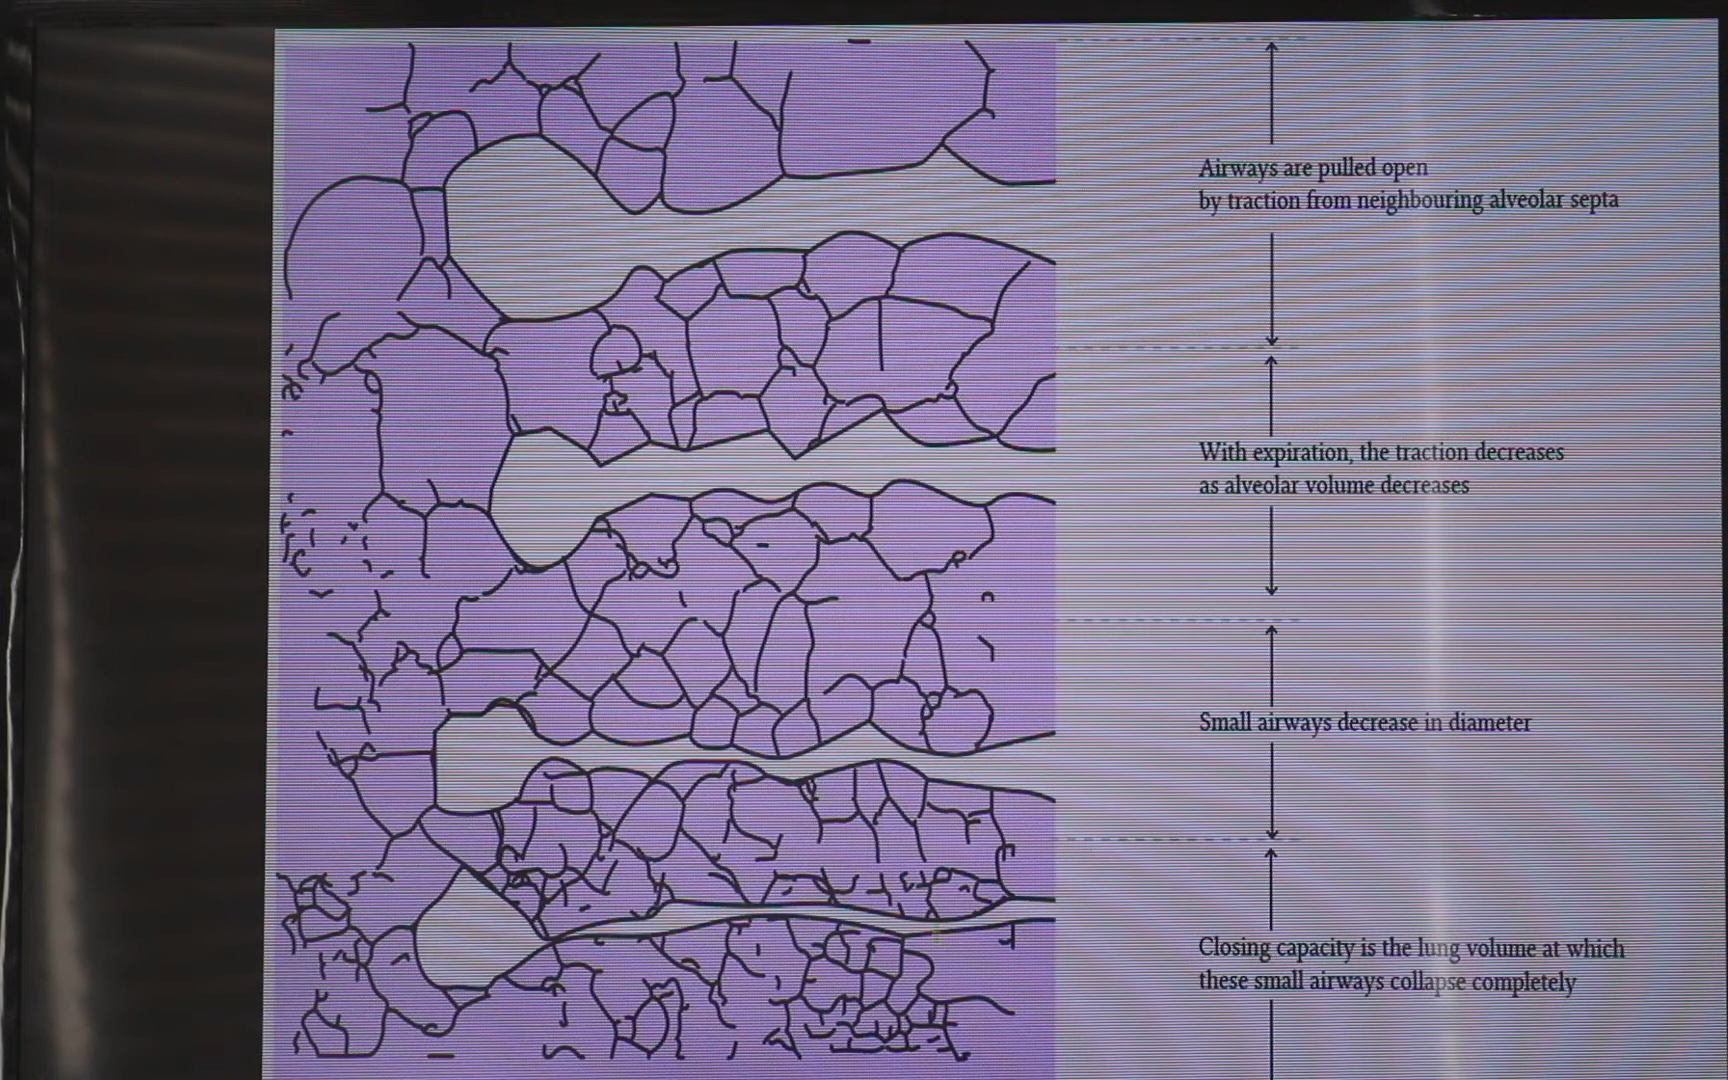 Airways are pulled open
by traction from neighbouring alveolar septa
With expiration, the traction decreases
as alveolar volume decreases
Small airways decrease in diameter
Closing capacity is the lung volume at which
these small airways collapse completely